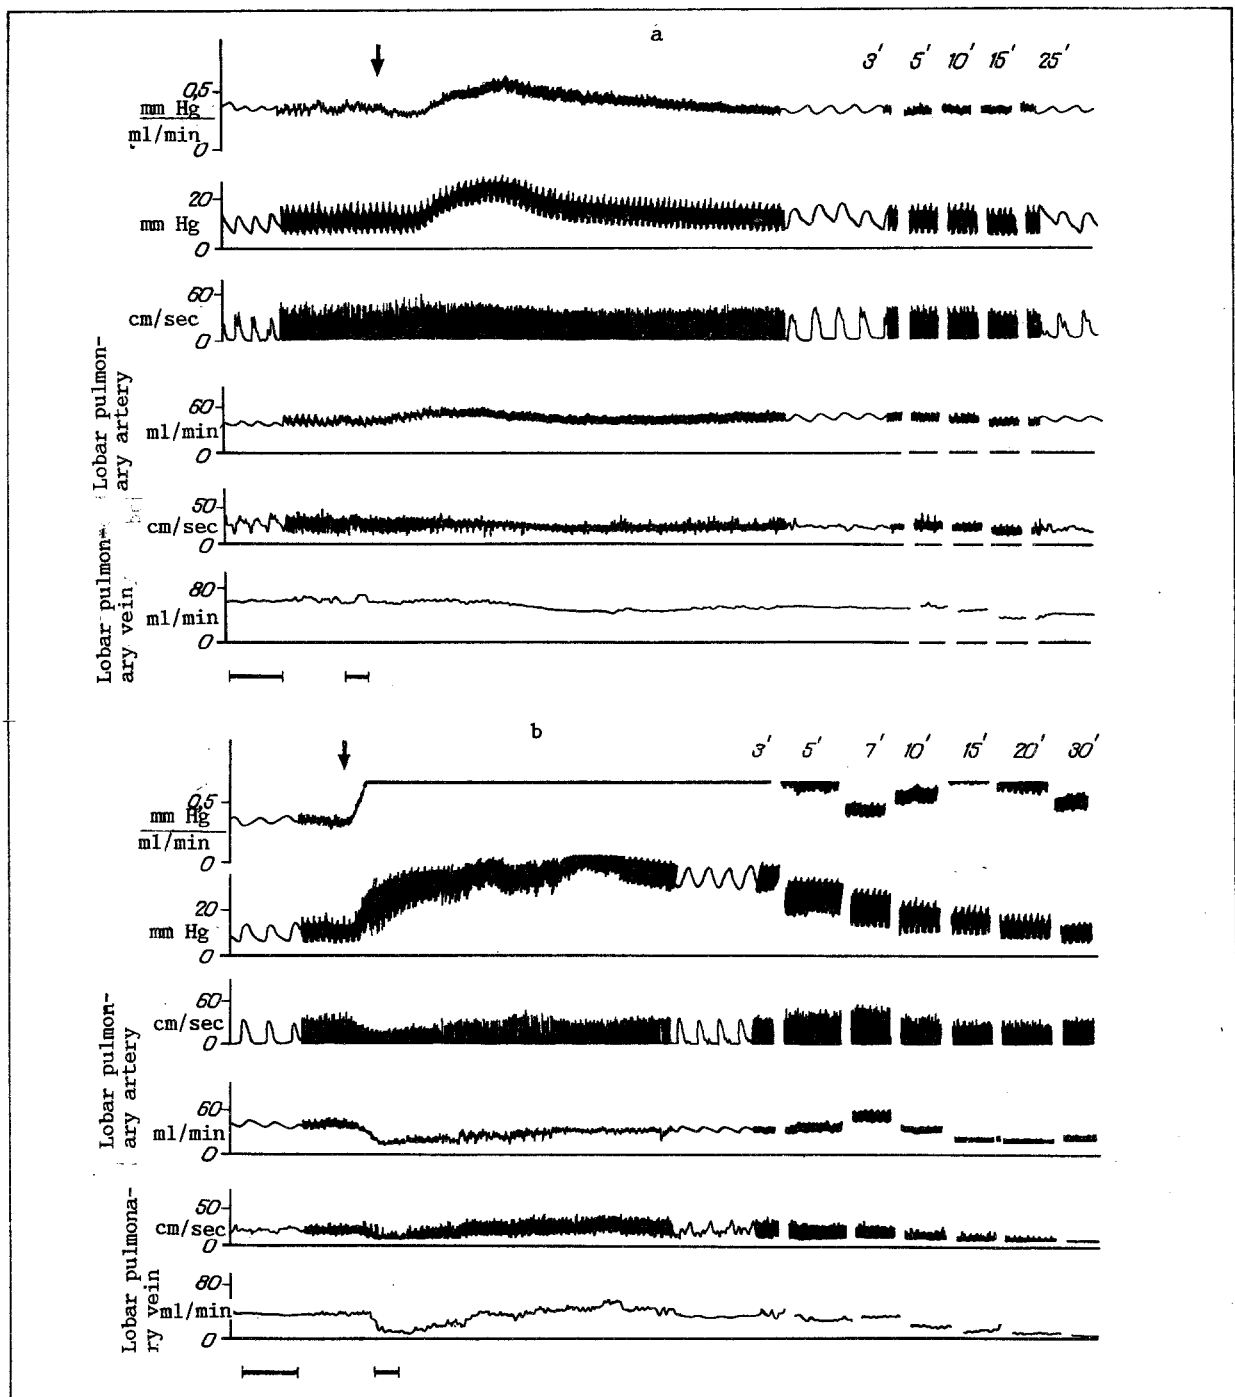 a
3' 5' 10' 15' 25'
0,5
mm Hg
ml/min
0
20
mm Hg
0
60
cm/sec
0
Lobar pulmon-
ary artery
60
ml/min
0
50
cm/sec
0
Lobar pulmon-
ary vein
80
ml/min
0
b
3' 5' 7' 10' 15' 20' 30'
0,5
mm Hg
ml/min
0
20
mm Hg
0
60
cm/sec
0
Lobar pulmon-
ary artery
60
ml/min
0
50
cm/sec
0
Lobar pulmona-
ry vein
80
ml/min
0